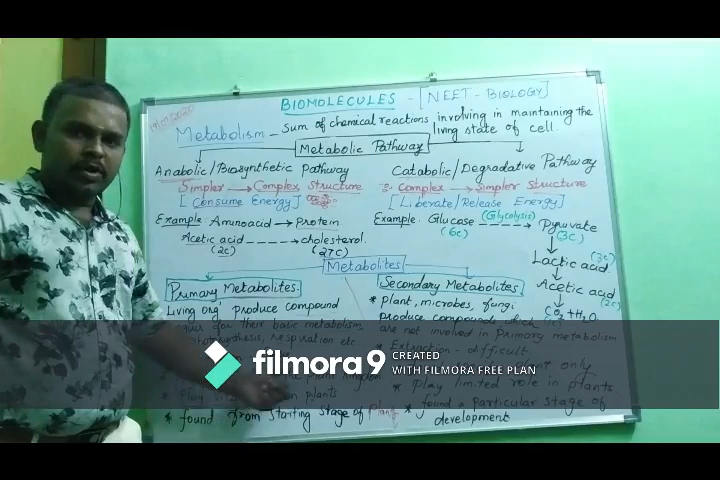 BIOMOLECULES - [NEET - BIOLOGY]
Metabolism - Sum of chemical reactions involving in maintaining the living state of cell.
Metabolic Pathway
Anabolic/Biosynthetic Pathway
Simpler → Complex Structure
[Consume Energy]
Example: Aminoacid → Protein
Acetic acid ----→ cholesterol.
(2c) (27C)
Catabolic/Degradative Pathway
Complex → Simpler Structure
[Liberate/Release Energy]
Example: Glucose (Glycolysis) ----→ Pyruvate
(6c) (3C)
Lactic acid (3c)
Acetic acid (2c)
CO2 + H2O
Metabolites
Primary Metabolites.
Living org' produce compound
for their basic metabolism
respiration etc
plants
* found from starting stage of Plant
Secondary Metabolites
* plant, microbes, fungi
produce compounds which
are not involved in Primary metabolism
* Extraction - difficult
only
* play limited role in plants
* found a particular stage of
development
filmora9
CREATED
WITH FILMORA FREE PLAN